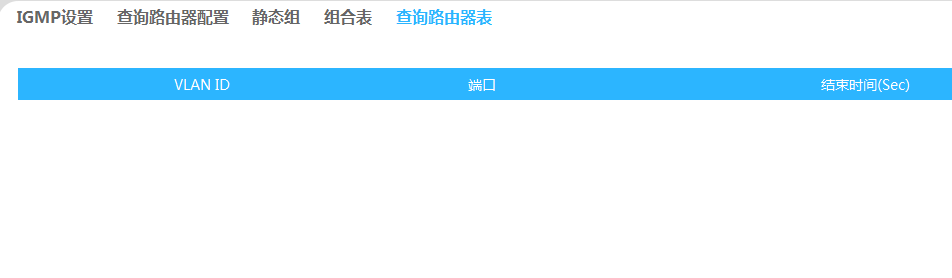 IGMP设置 查询路由器配置 静态组 组合表 查询路由器表
VLAN ID 端口 结束时间(Sec)